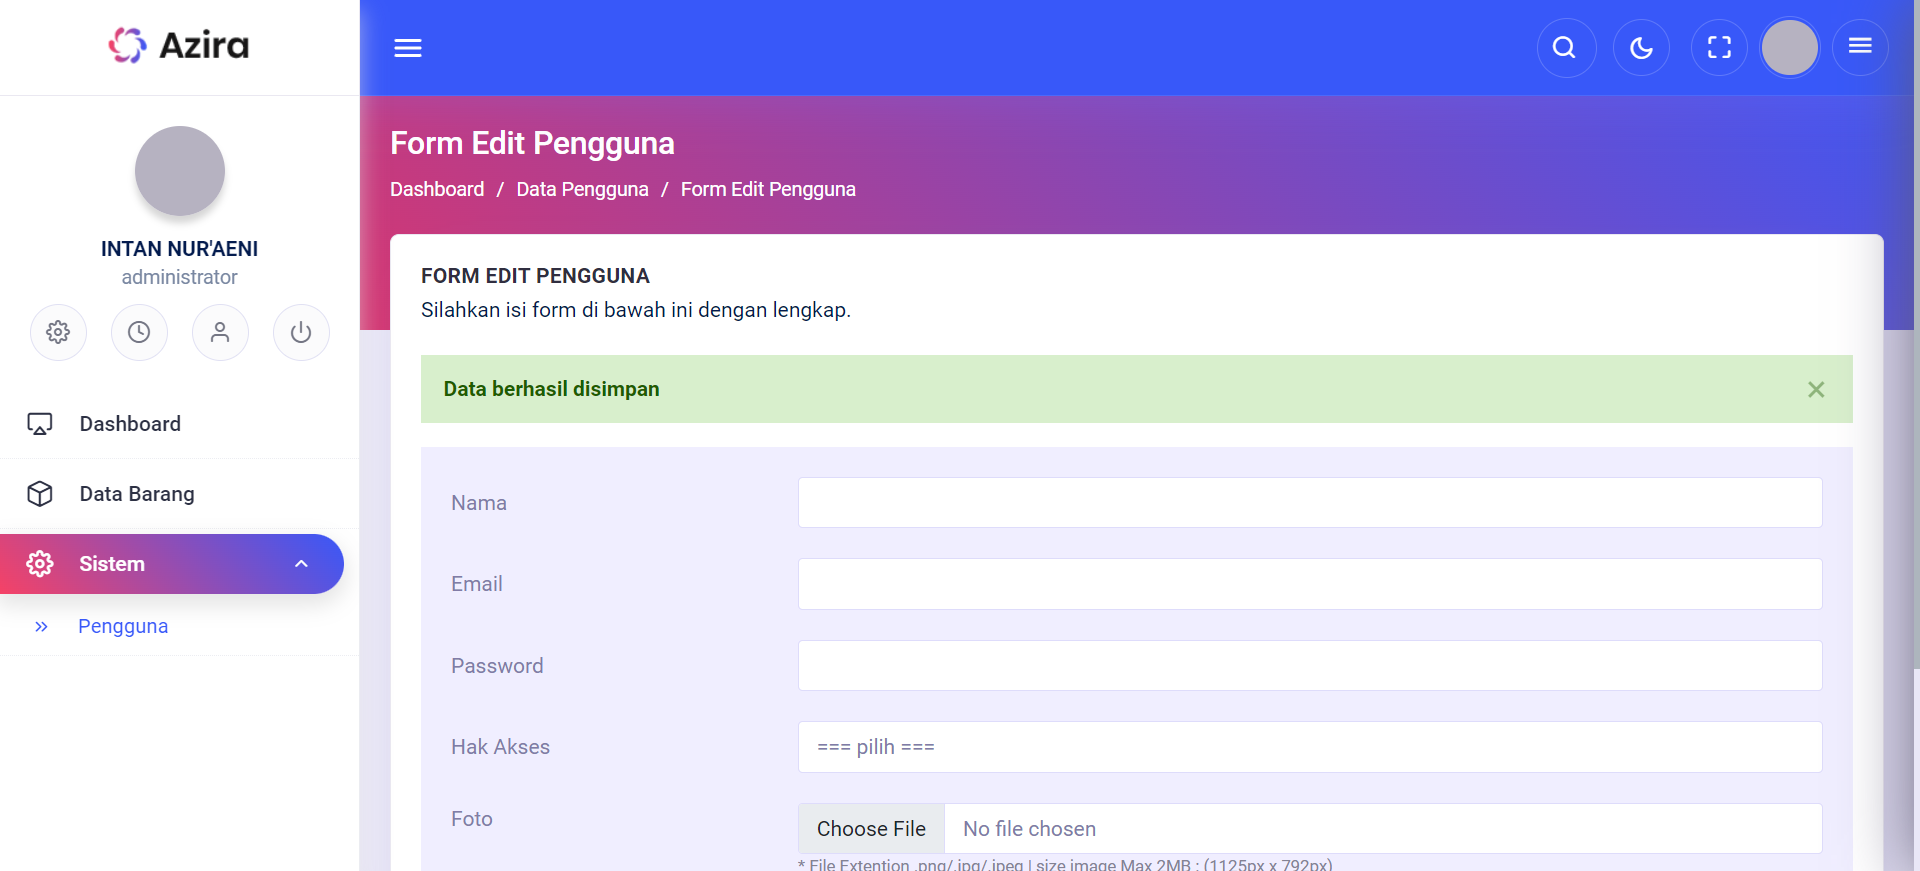 Azira
INTAN NUR'AENI
administrator
Dashboard
Data Barang
Sistem
Pengguna
Form Edit Pengguna
Dashboard / Data Pengguna / Form Edit Pengguna
FORM EDIT PENGGUNA
Silahkan isi form di bawah ini dengan lengkap.
Data berhasil disimpan
Nama
Email
Password
Hak Akses
=== pilih ===
Foto
Choose File
No file chosen
* File Extention .png/.jpg/.jpeg | size image Max 2MB : (1125px x 792px)